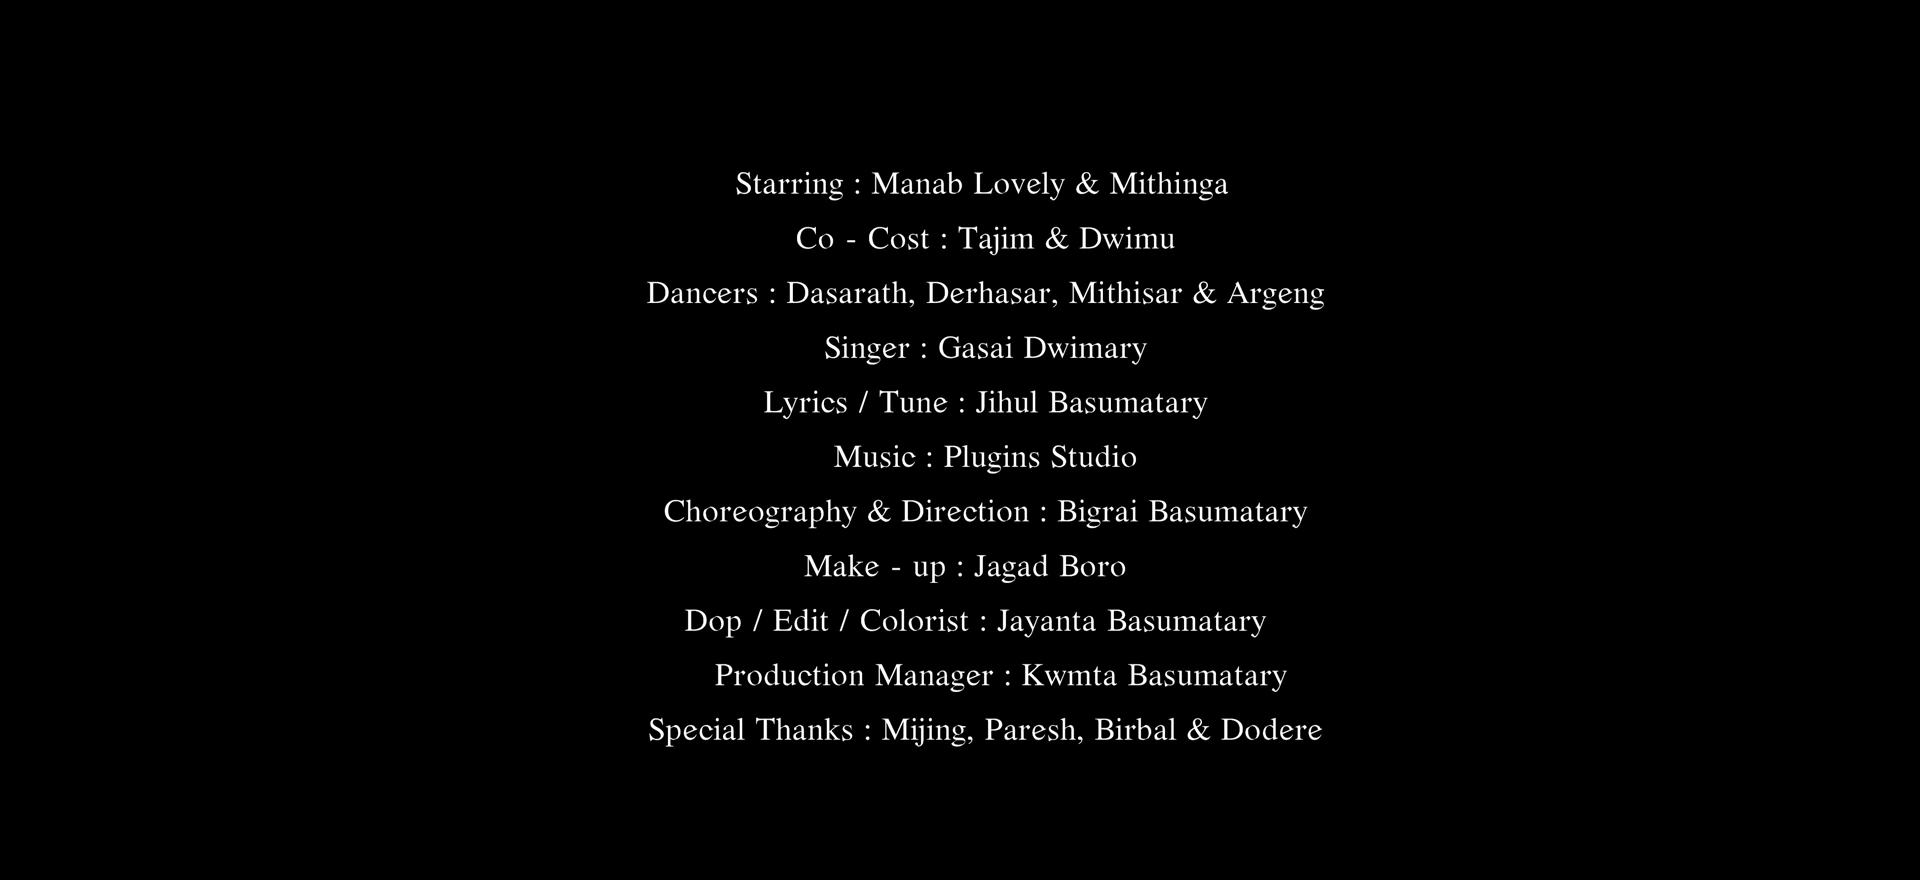 Starring : Manab Lovely & Mithinga
Co - Cost : Tajim & Dwimu
Dancers : Dasarath, Derhasar, Mithisar & Argeng
Singer : Gasai Dwimary
Lyrics / Tune : Jihul Basumatary
Music : Plugins Studio
Choreography & Direction : Bigrai Basumatary
Make - up : Jagad Boro
Dop / Edit / Colorist : Jayanta Basumatary
Production Manager : Kwmta Basumatary
Special Thanks : Mijing, Paresh, Birbal & Dodere